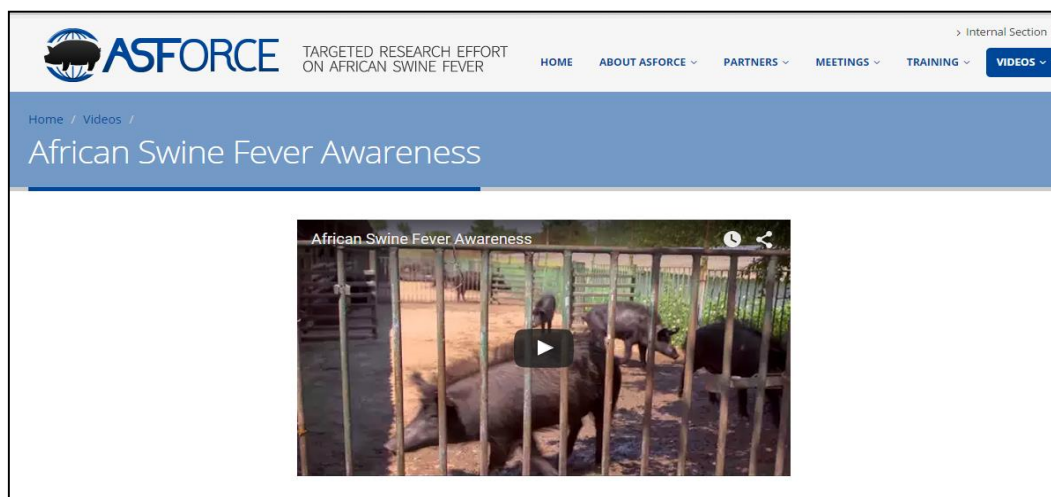 > Internal Section
ASFORCE
TARGETED RESEARCH EFFORT
ON AFRICAN SWINE FEVER
HOME ABOUT ASFORCE PARTNERS MEETINGS TRAINING VIDEOS
Home / Videos /
African Swine Fever Awareness
African Swine Fever Awareness